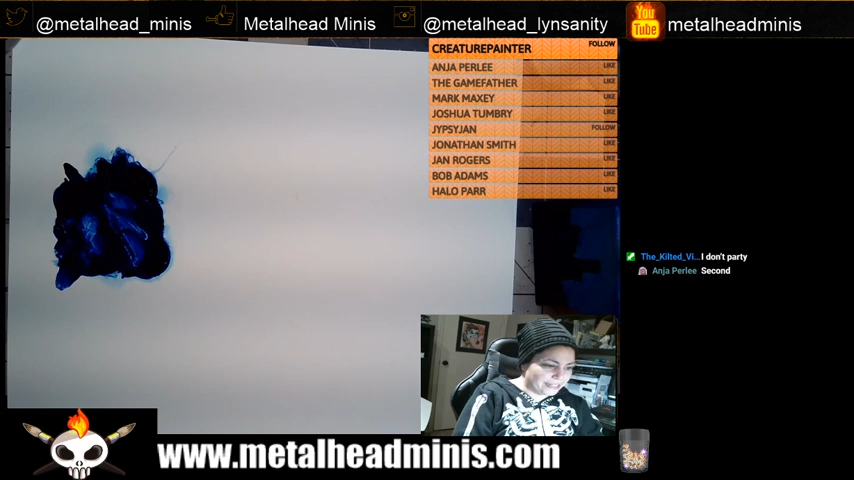 @metalhead_minis
Metalhead Minis
@metalhead_lynsanity
You Tube
metalheadminis
CREATUREPAINTER FOLLOW
ANJA PERLEE LIKE
THE GAMEFATHER LIKE
MARK MAXEY LIKE
JOSHUA TUMBRY LIKE
JYPSYJAN FOLLOW
JONATHAN SMITH LIKE
JAN ROGERS LIKE
BOB ADAMS LIKE
HALO PARR LIKE
The_Kilted_Vi... I don't party
Anja Perlee Second
www.metalheadminis.com